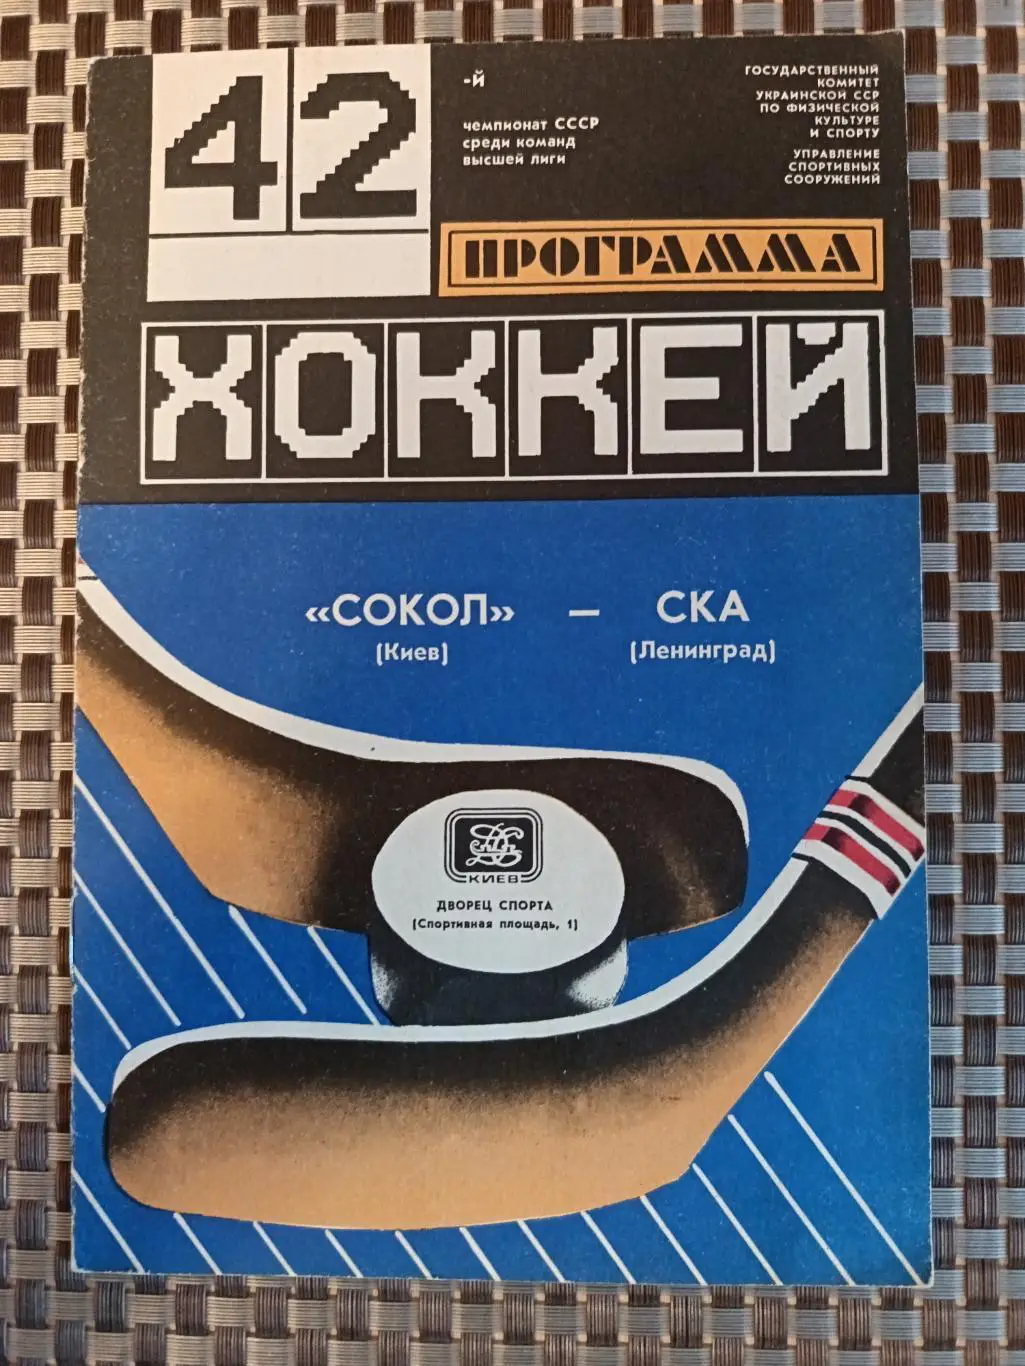 42
-й
чемпионат СССР
среди команд
высшей лиги
ГОСУДАРСТВЕННЫЙ
КОМИТЕТ
УКРАИНСКОЙ ССР
ПО ФИЗИЧЕСКОЙ
КУЛЬТУРЕ
И СПОРТУ
УПРАВЛЕНИЕ
СПОРТИВНЫХ
СООРУЖЕНИЙ
ПРОГРАММА
ХОККЕЙ
«СОКОЛ» — СКА
(Киев) (Ленинград)
КИЕВ
ДВОРЕЦ СПОРТА
(Спортивная площадь, 1)